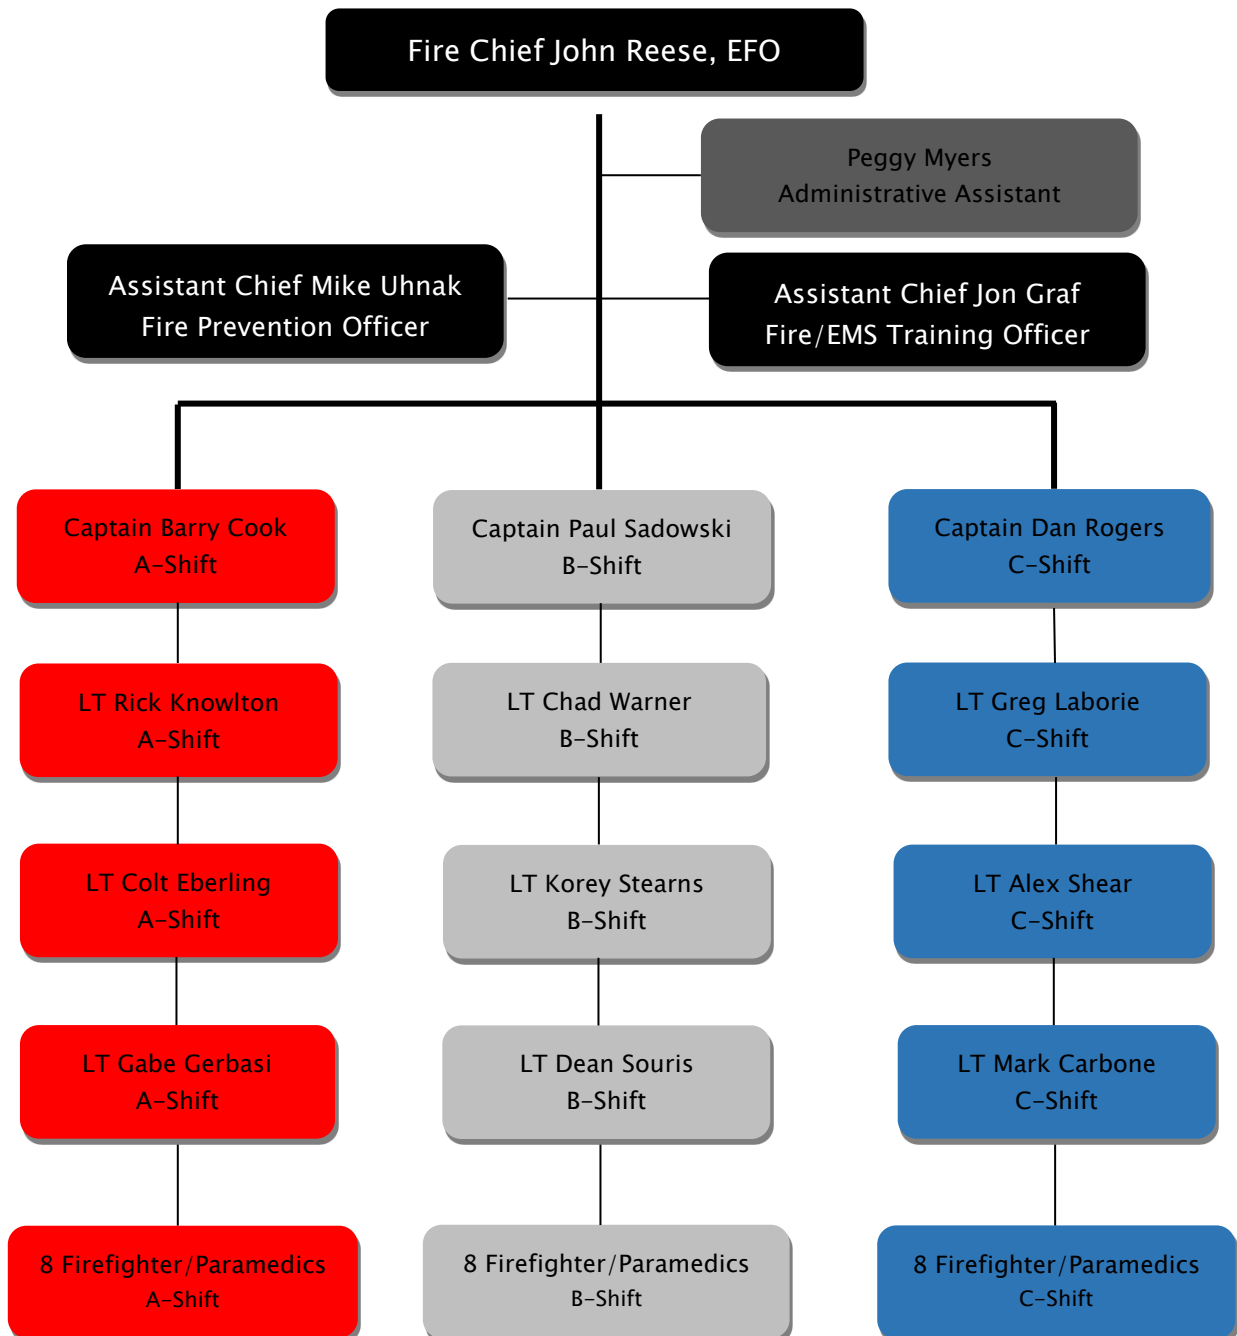 Fire Chief John Reese, EFO
Peggy Myers
Administrative Assistant
Assistant Chief Mike Uhnak
Fire Prevention Officer
Assistant Chief Jon Graf
Fire/EMS Training Officer
Captain Barry Cook
A-Shift
Captain Paul Sadowski
B-Shift
Captain Dan Rogers
C-Shift
LT Rick Knowlton
A-Shift
LT Chad Warner
B-Shift
LT Greg Laborie
C-Shift
LT Colt Eberling
A-Shift
LT Korey Stearns
B-Shift
LT Alex Shear
C-Shift
LT Gabe Gerbasi
A-Shift
LT Dean Souris
B-Shift
LT Mark Carbone
C-Shift
8 Firefighter/Paramedics
A-Shift
8 Firefighter/Paramedics
B-Shift
8 Firefighter/Paramedics
C-Shift